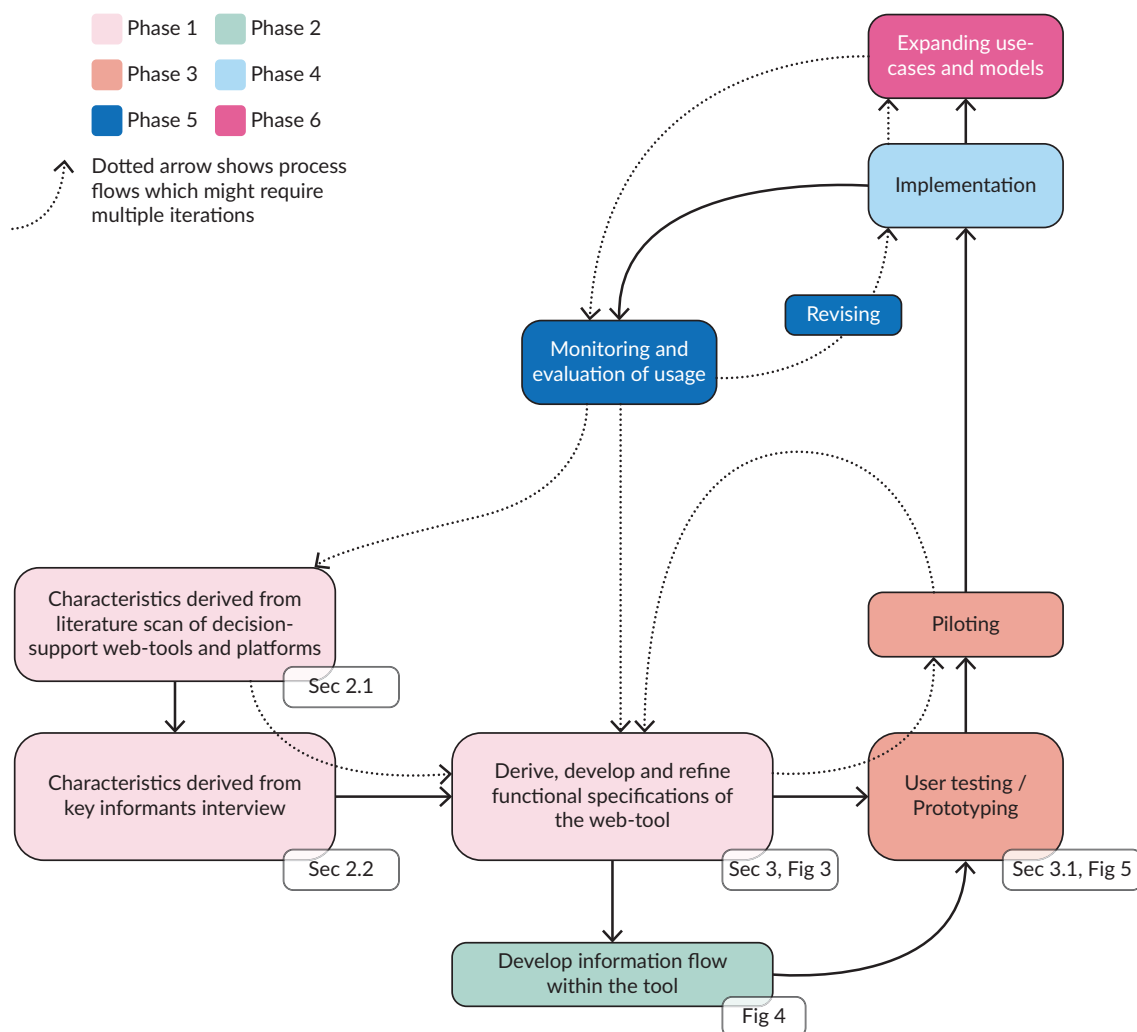 Phase 1
Phase 2
Phase 3
Phase 4
Phase 5
Phase 6
Dotted arrow shows process
flows which might require
multiple iterations
Expanding use-
cases and models
Implementation
Revising
Monitoring and
evaluation of usage
Characteristics derived from
literature scan of decision-
support web-tools and platforms
Sec 2.1
Piloting
Characteristics derived from
key informants interview
Sec 2.2
Derive, develop and refine
functional specifications of
the web-tool
Sec 3, Fig 3
User testing /
Prototyping
Sec 3.1, Fig 5
Develop information flow
within the tool
Fig 4